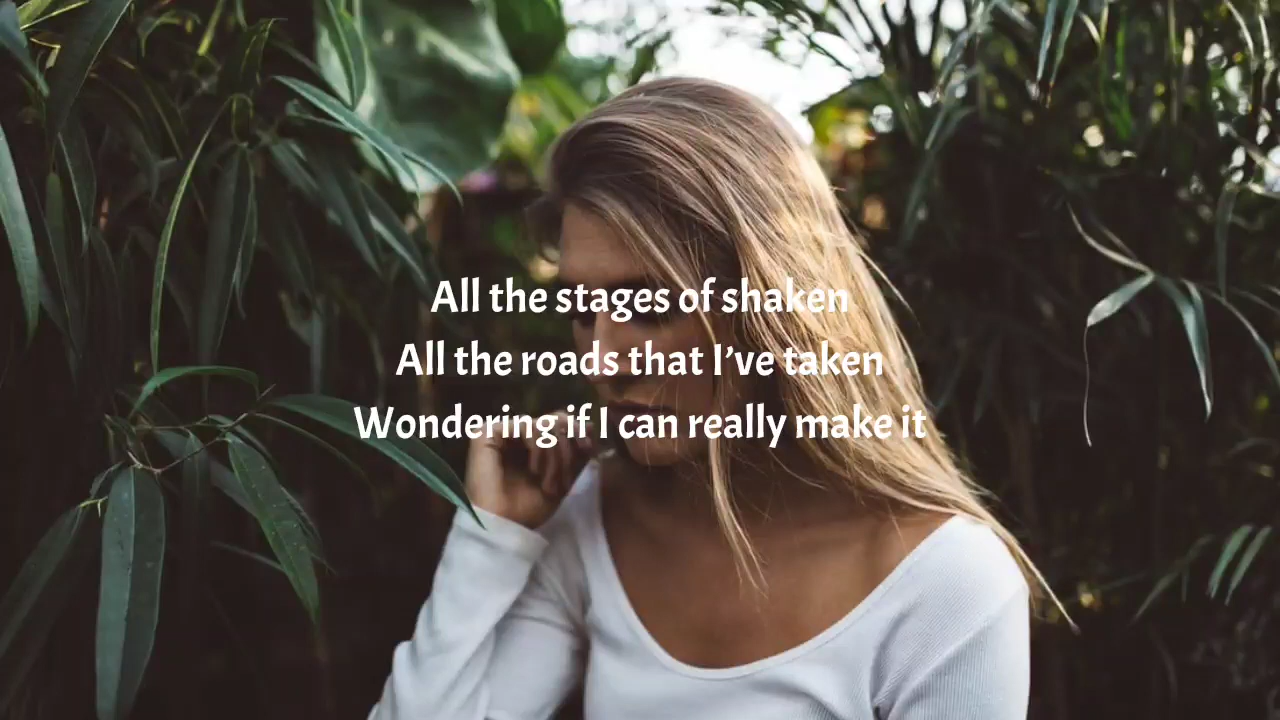 All the stages of shaken
All the roads that I’ve taken
Wondering if I can really make it